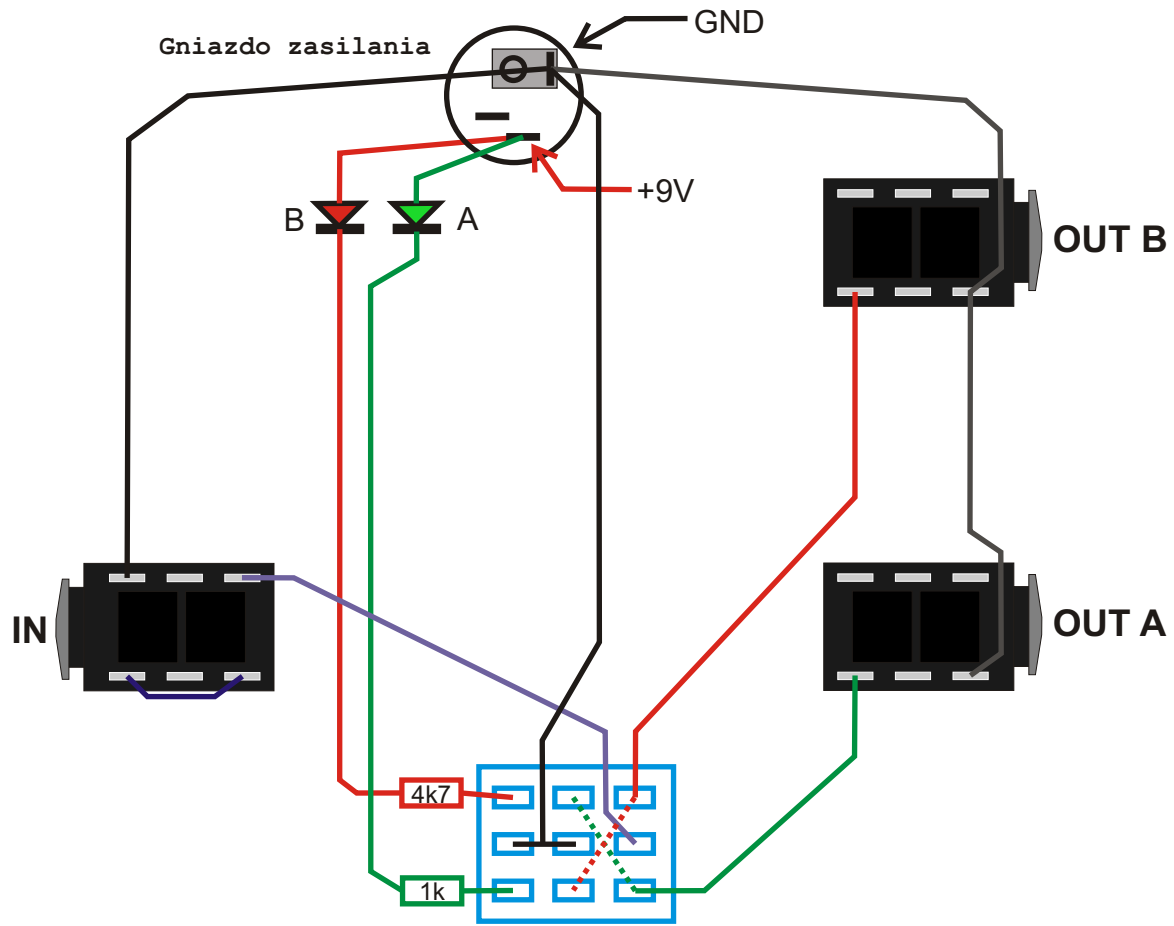 GND
Gniazdo zasilania
+9V
B
A
OUT B
IN
OUT A
4k7
1k